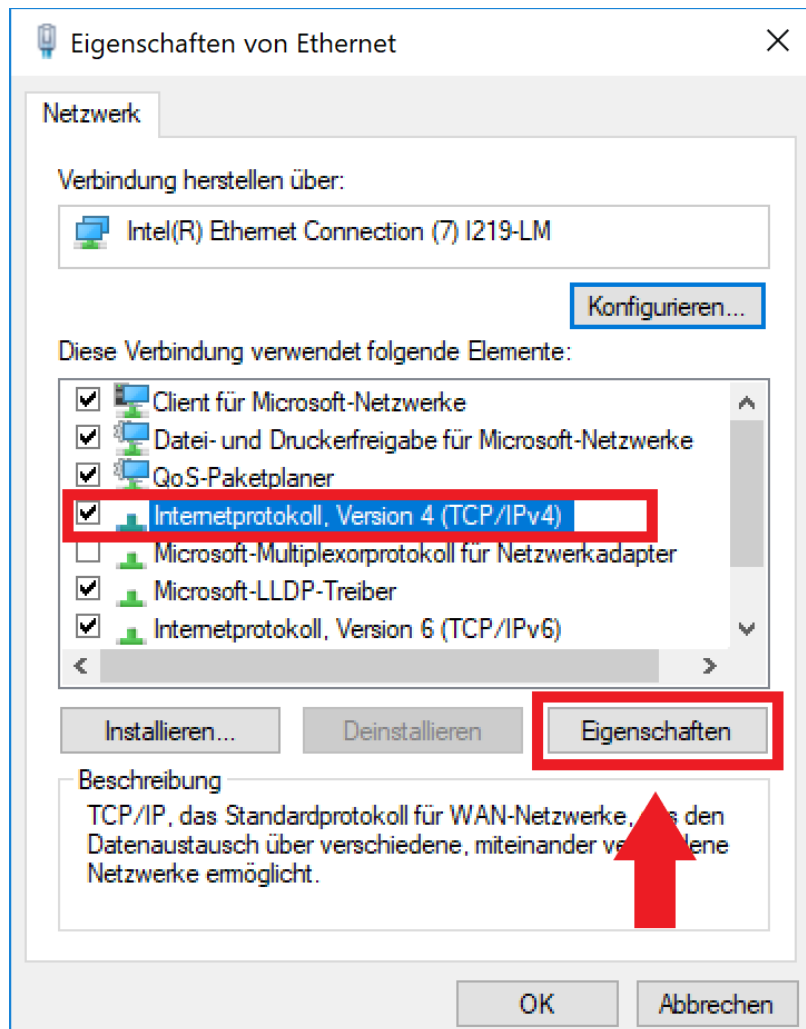 Eigenschaften von Ethernet
Netzwerk
Verbindung herstellen über:
Intel(R) Ethernet Connection (7) I219-LM
Konfigurieren...
Diese Verbindung verwendet folgende Elemente:
Client für Microsoft-Netzwerke
Datei- und Druckerfreigabe für Microsoft-Netzwerke
QoS-Paketplaner
Internetprotokoll, Version 4 (TCP/IPv4)
Microsoft-Multiplexorprotokoll für Netzwerkadapter
Microsoft-LLDP-Treiber
Internetprotokoll, Version 6 (TCP/IPv6)
Installieren... Deinstallieren Eigenschaften
Beschreibung
TCP/IP, das Standardprotokoll für WAN-Netzwerke, den
Datenaustausch über verschiedene, miteinander
Netzwerke ermöglicht.
OK Abbrechen